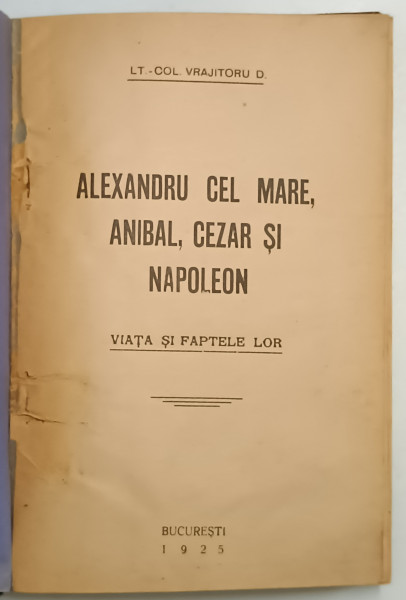 LT.-COL. VRAJITORU D.
ALEXANDRU CEL MARE,
ANIBAL, CEZAR ȘI
NAPOLEON
VIAȚA ȘI FAPTELE LOR
BUCUREȘTI
1925